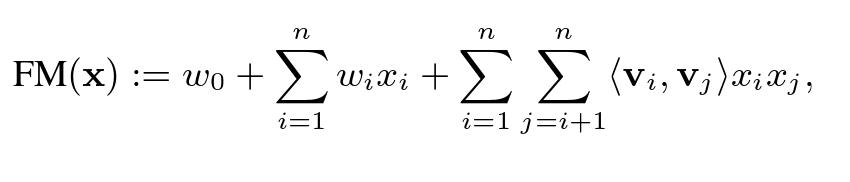 FM(𝐱) := w₀ + ∑ᵢ₌₁ⁿ wᵢxᵢ + ∑ᵢ₌₁ⁿ ∑ⱼ₌ᵢ₊₁ⁿ ⟨𝐯ᵢ, 𝐯ⱼ⟩xᵢxⱼ,